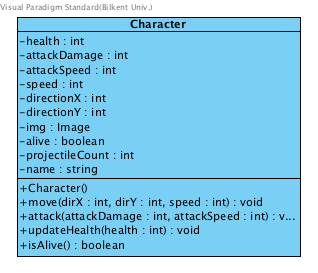 Visual Paradigm Standard(Bilkent Univ.)
Character
-health : int
-attackDamage : int
-attackSpeed : int
-speed : int
-directionX : int
-directionY : int
-img : Image
-alive : boolean
-projectileCount : int
-name : string
+Character()
+move(dirX : int, dirY : int, speed : int) : void
+attack(attackDamage : int, attackSpeed : int) : v...
+updateHealth(health : int) : void
+isAlive() : boolean